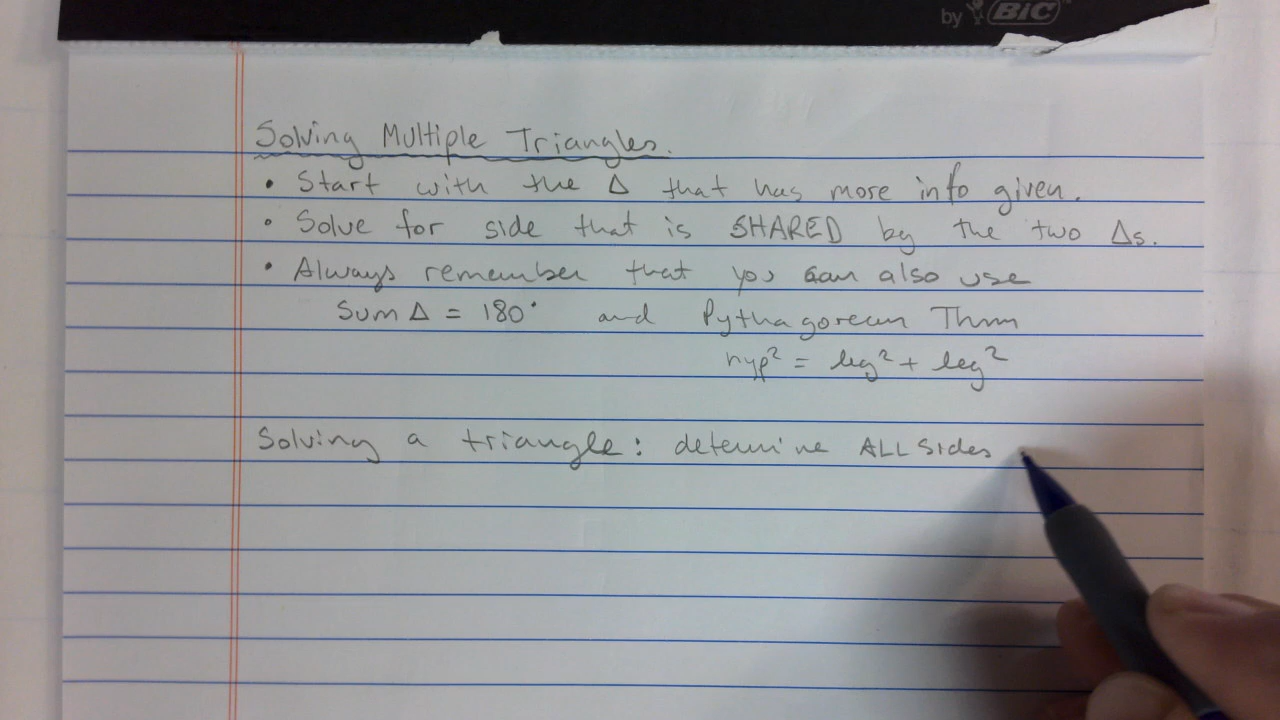 by BIC
Solving Multiple Triangles.
• Start with the Δ that has more info given.
• Solve for side that is SHARED by the two Δs.
• Always remember that you can also use
Sum Δ = 180° and Pythagorean Thm
hyp² = leg² + leg²
Solving a triangle: determine ALL sides